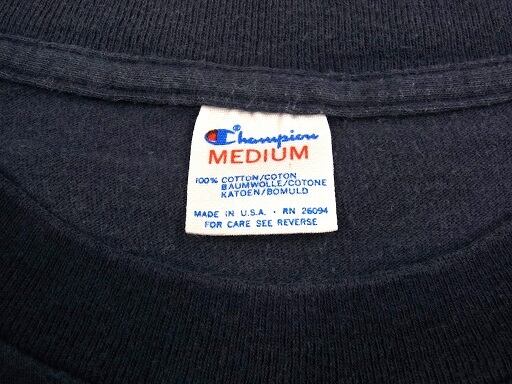 Champion
MEDIUM
100% COTTON/COTON
BAUMWOLLE/COTONE
KATOEN/BOMULD
MADE IN U.S.A. · RN 26094
FOR CARE SEE REVERSE